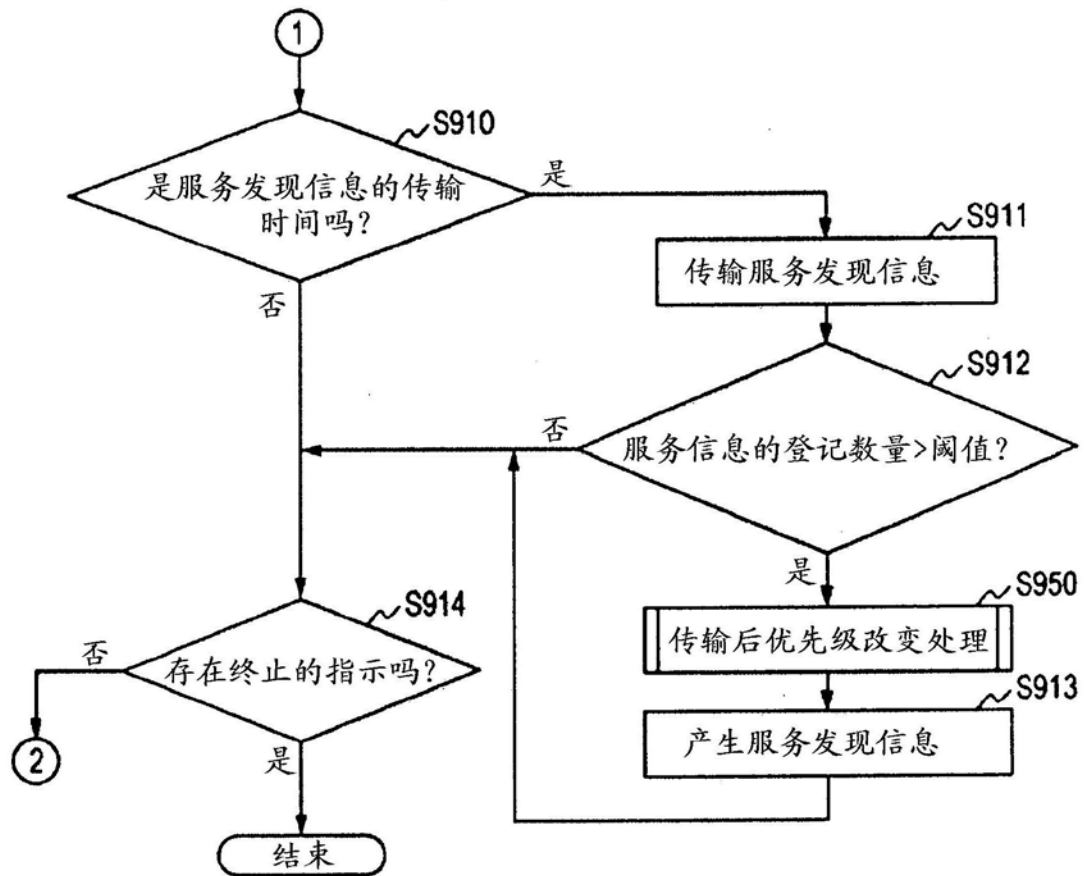 1
S910
是服务发现信息的传输
时间吗?
是
否
S911
传输服务发现信息
S912
服务信息的登记数量>阈值?
否
是
S950
传输后优先级改变处理
S913
产生服务发现信息
S914
存在终止的指示吗?
否
2
是
结束